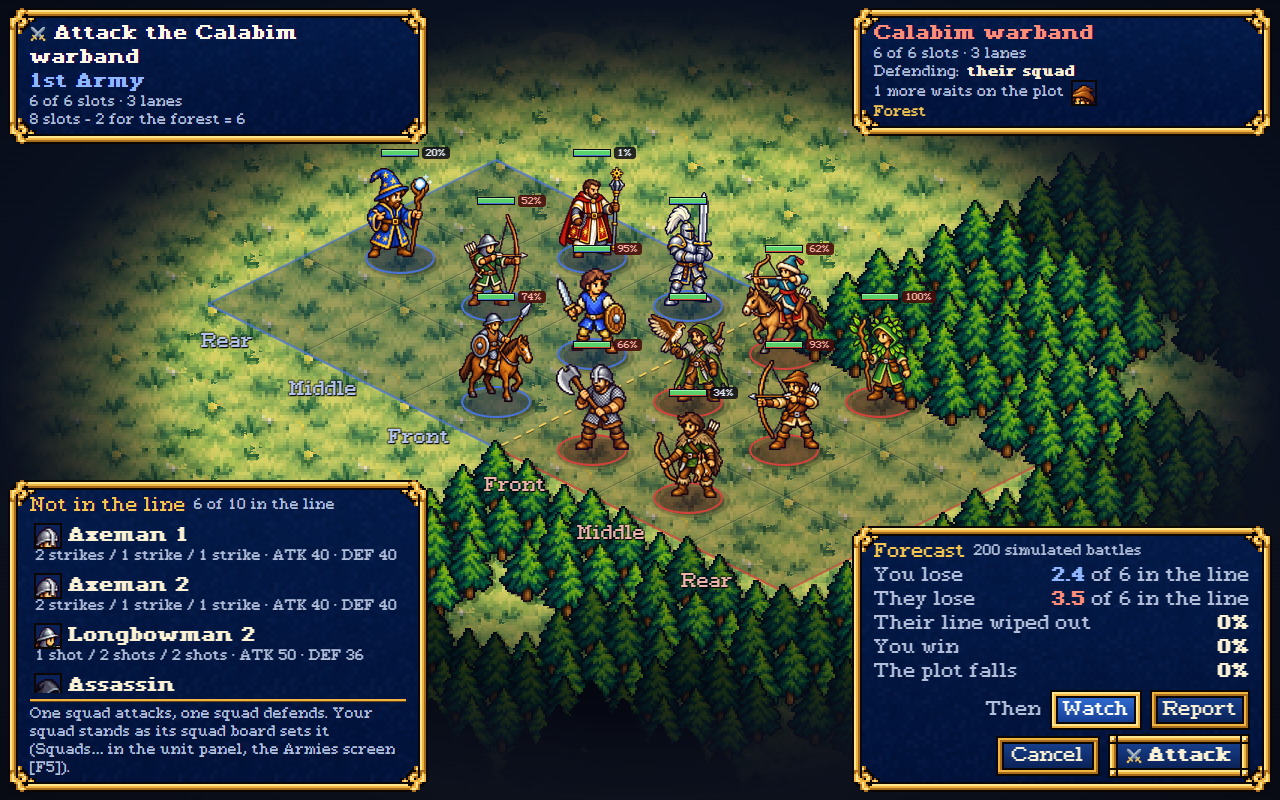 Attack the Calabim
warband
1st Army
6 of 6 slots · 3 lanes
8 slots - 2 for the forest = 6
Calabim warband
6 of 6 slots · 3 lanes
Defending: their squad
1 more waits on the plot
Forest
20%
1%
52%
95%
62%
74%
100%
66%
93%
34%
Rear
Middle
Front
Front
Middle
Rear
Not in the line 6 of 10 in the line
Axeman 1
2 strikes / 1 strike / 1 strike · ATK 40 · DEF 40
Axeman 2
2 strikes / 1 strike / 1 strike · ATK 40 · DEF 40
Longbowman 2
1 shot / 2 shots / 2 shots · ATK 50 · DEF 36
Assassin
One squad attacks, one squad defends. Your
squad stands as its squad board sets it
(Squads... in the unit panel, the Armies screen
[F5]).
Forecast 200 simulated battles
You lose 2.4 of 6 in the line
They lose 3.5 of 6 in the line
Their line wiped out 0%
You win 0%
The plot falls 0%
Then Watch Report
Cancel Attack